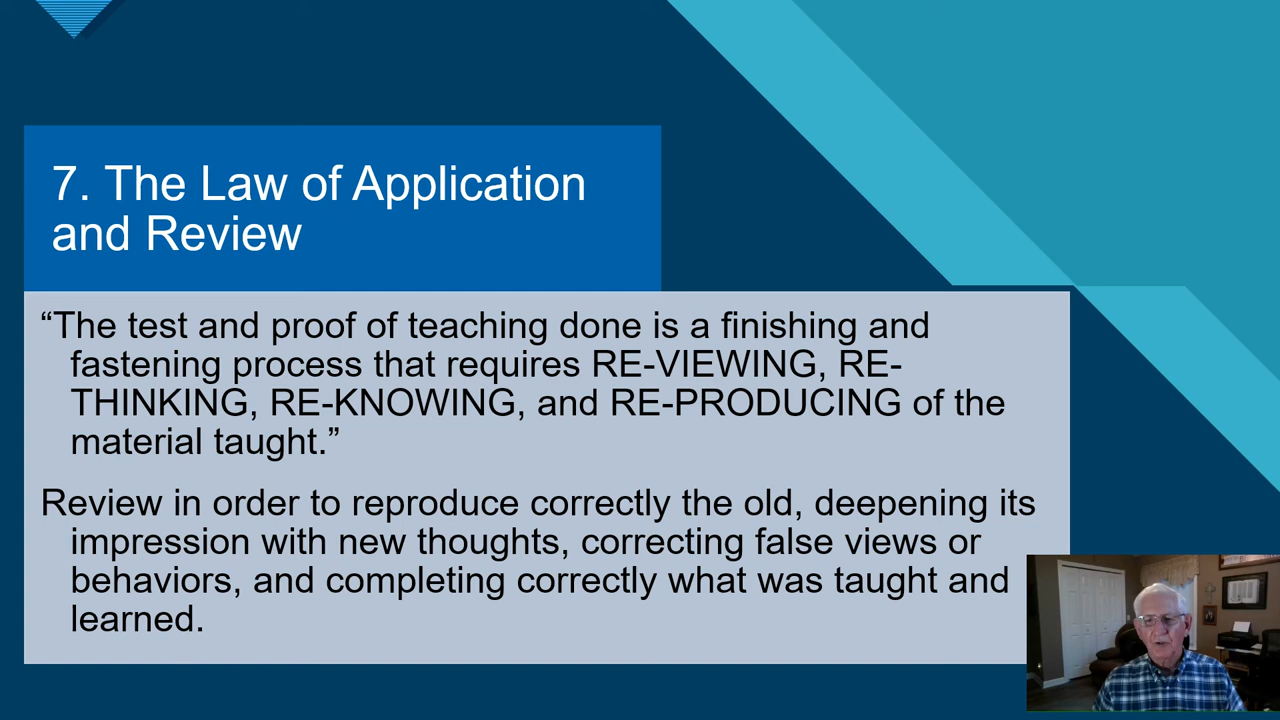 7. The Law of Application
and Review
“The test and proof of teaching done is a finishing and
fastening process that requires RE-VIEWING, RE-
THINKING, RE-KNOWING, and RE-PRODUCING of the
material taught.”
Review in order to reproduce correctly the old, deepening its
impression with new thoughts, correcting false views or
behaviors, and completing correctly what was taught and
learned.